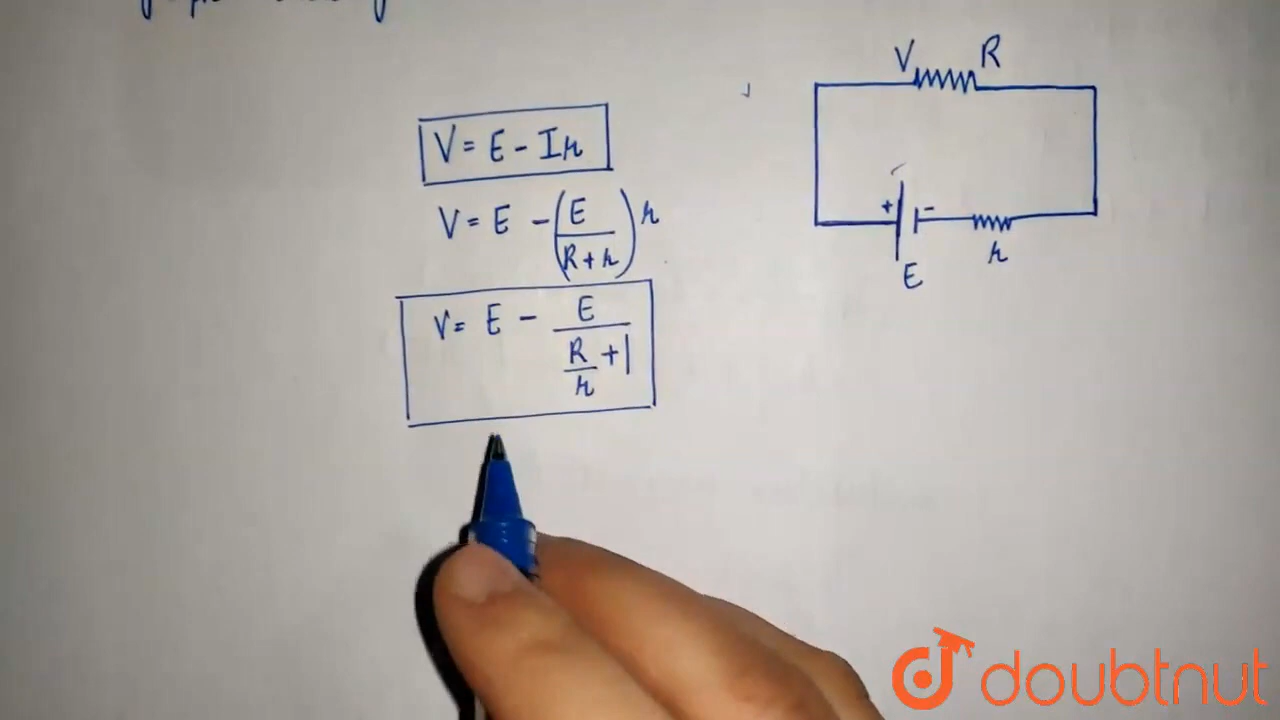 V = E - Ir
V = E - (E/(R+r)) r
V = E - E/(R/r + 1)
V R
+ -
r
E
doubtnut